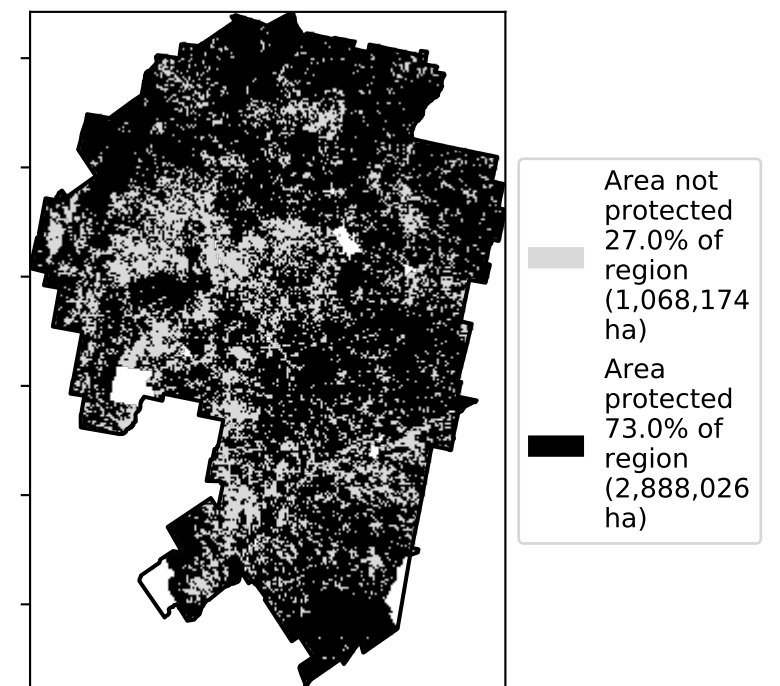 Area not
protected
27.0% of
region
(1,068,174
ha)
Area
protected
73.0% of
region
(2,888,026
ha)